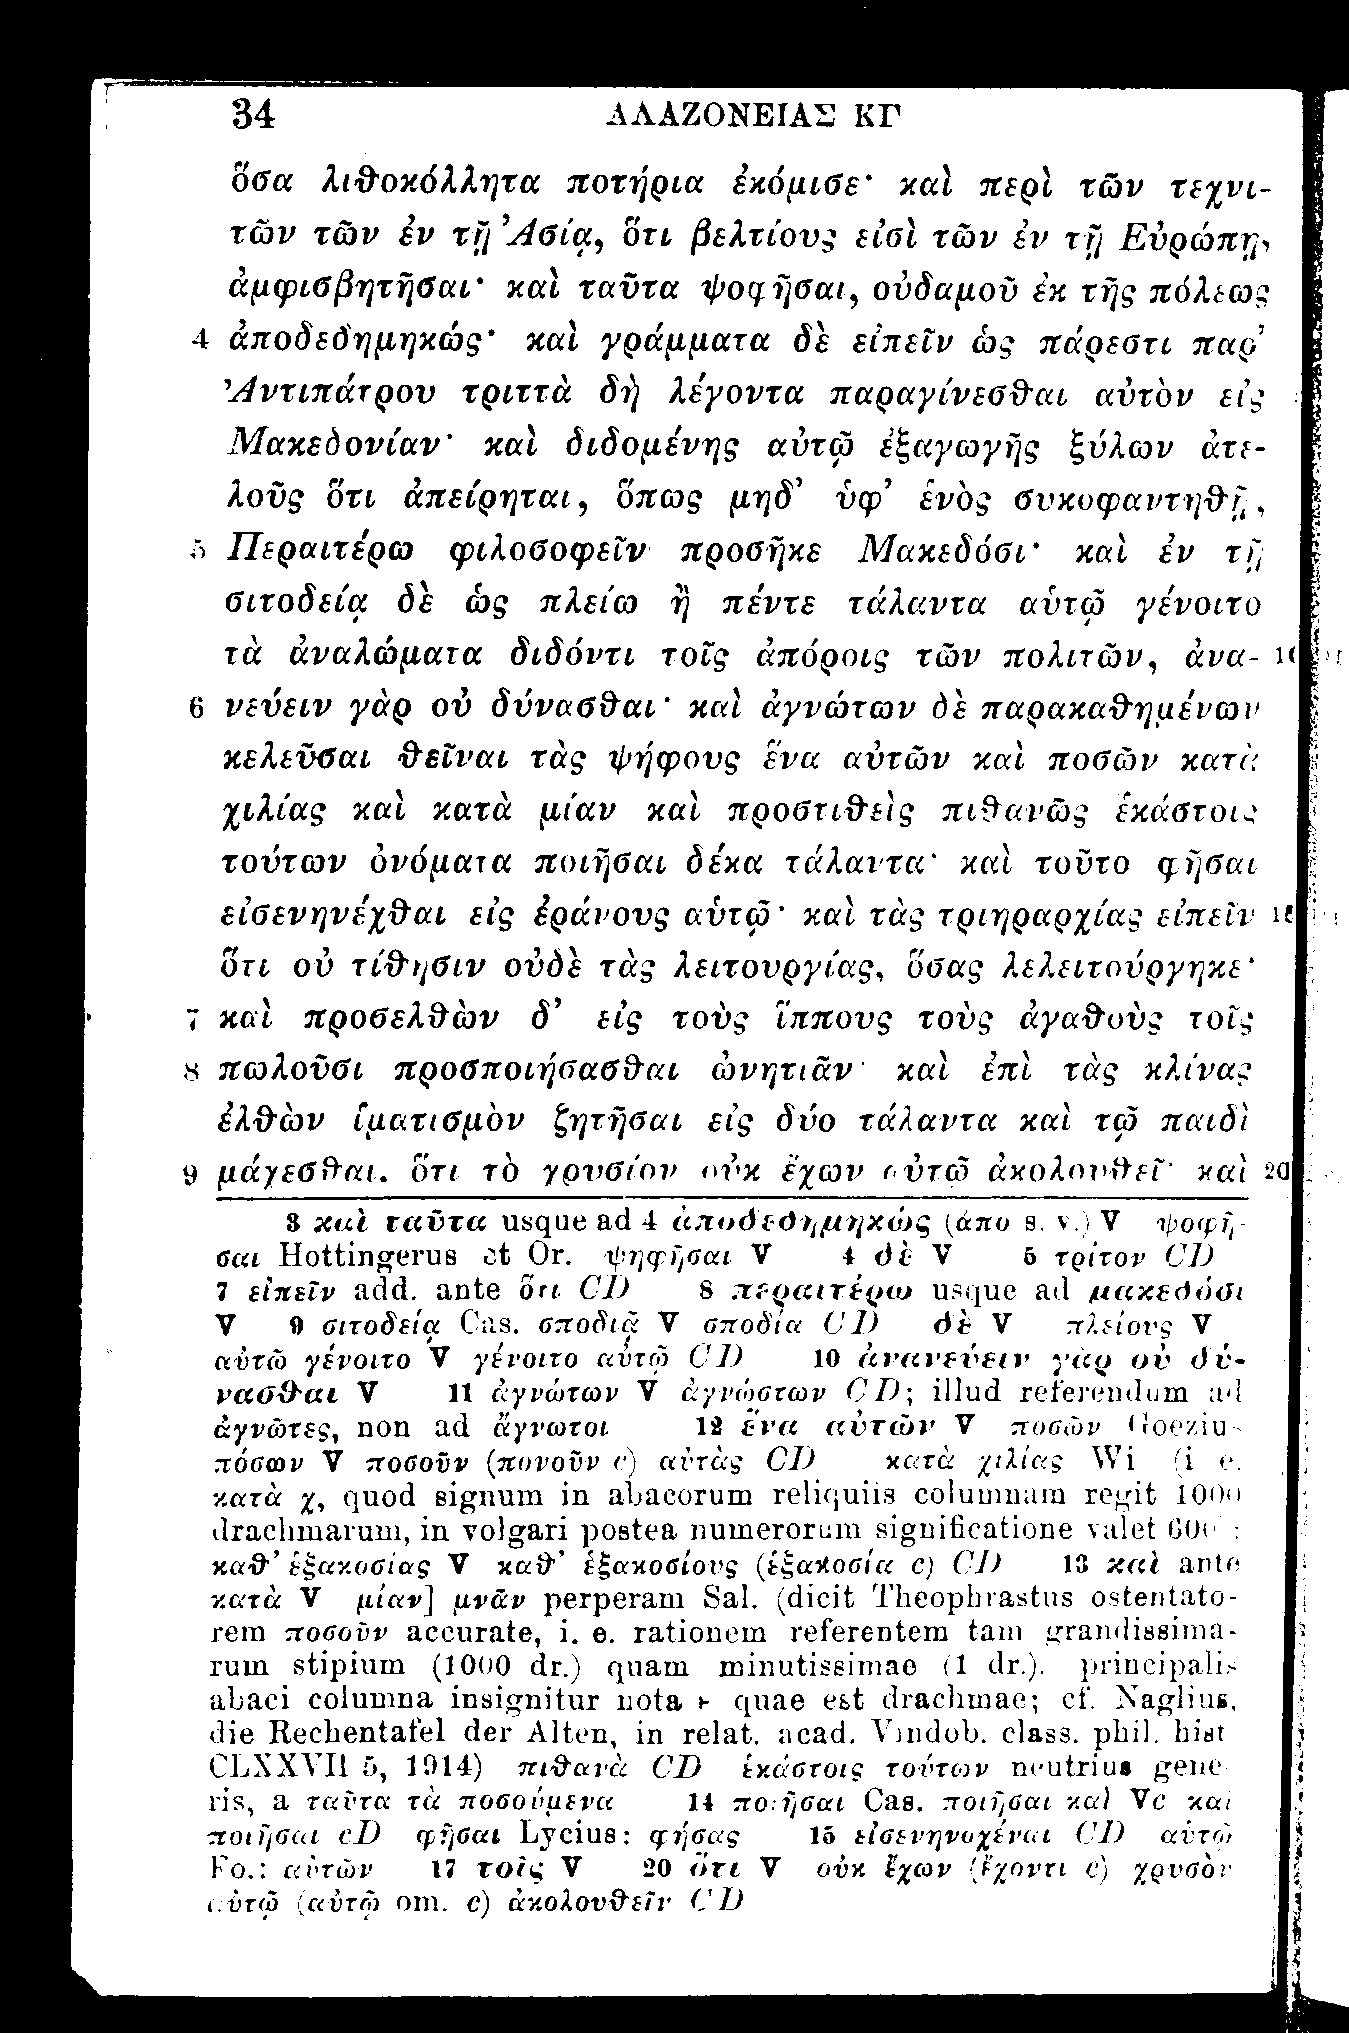 34 ΑΛΑΖΟΝΕΙΑΣ ΚΓ
ὅσα λιθοκόλλητα ποτήρια ἐκόμισε· καὶ περὶ τῶν τεχνι-
τῶν τῶν ἐν τῇ Ἀσίᾳ, ὅτι βελτίους εἰσὶ τῶν ἐν τῇ Εὐρώπῃ,
ἀμφισβητῆσαι· καὶ ταῦτα ψοφῆσαι, οὐδαμοῦ ἐκ τῆς πόλεως
4 ἀποδεδημηκώς· καὶ γράμματα δὲ εἰπεῖν ὡς πάρεστι παρ’
Ἀντιπάτρου τριττὰ δὴ λέγοντα παραγίνεσθαι αὐτὸν εἰς
Μακεδονίαν· καὶ διδομένης αὐτῷ ἐξαγωγῆς ξύλων ἀτε-
λοῦς ὅτι ἀπείρηται, ὅπως μηδ’ ὑφ’ ἑνὸς συκοφαντηθῇ,
5 Περαιτέρω φιλοσοφεῖν προσῆκε Μακεδόσι· καὶ ἐν τῇ
σιτοδείᾳ δὲ ὡς πλείω ἢ πέντε τάλαντα αὑτῷ γένοιτο
τὰ ἀναλώματα διδόντι τοῖς ἀπόροις τῶν πολιτῶν, ἀνα- 10
6 νεύειν γὰρ οὐ δύνασθαι· καὶ ἀγνώτων δὲ παρακαθημένων
κελεῦσαι θεῖναι τὰς ψήφους ἕνα αὐτῶν καὶ ποσῶν κατὰ
χιλίας καὶ κατὰ μίαν καὶ προστιθεὶς πιθανῶς ἑκάστοις
τούτων ὀνόματα ποιῆσαι δέκα τάλαντα· καὶ τοῦτο φῆσαι
εἰσενηνέχθαι εἰς ἐράνους αὑτῷ· καὶ τὰς τριηραρχίας εἰπεῖν 15
ὅτι οὐ τίθησιν οὐδὲ τὰς λειτουργίας, ὅσας λελειτούργηκε·
7 καὶ προσελθὼν δ’ εἰς τοὺς ἵππους τοὺς ἀγαθοὺς τοῖς
8 πωλοῦσι προσποιήσασθαι ὠνητιᾶν· καὶ ἐπὶ τὰς κλίνας
ἐλθὼν ἱματισμὸν ζητῆσαι εἰς δύο τάλαντα καὶ τῷ παιδὶ
9 μάχεσθαι, ὅτι τὸ χρυσίον οὐκ ἔχων αὐτῷ ἀκολουθεῖ· καὶ 20
3 καὶ ταῦτα usque ad 4 ἀποδεδημηκώς (ἀπο s. v.) V ψοφῆ-
σαι Hottingerus et Or. ψηφῆσαι V 4 δὲ V 5 τρίτον CD
7 εἰπεῖν add. ante ὅτι CD 8 περαιτέρω usque ad μακεδόσι
V 9 σιτοδείᾳ Cas. σποδιᾷ V σποδία CD δὲ V πλείους V
αὐτῶ γένοιτο V γένοιτο αὐτῷ CD 10 ἀνανεύειν γὰρ οὐ δύ-
νασθαι V 11 ἀγνώτων V ἀγνώστων CD; illud referendum ad
ἀγνῶτες, non ad ἄγνωτοι 12 ἕνα αὐτῶν V ποσῶν Goezius
πόσων V ποσοῦν (πονοῦν c) αὐτὰς CD κατὰ χιλίας Wi (i e.
κατὰ χ, quod signum in abacorum reliquiis columnam regit 1000
drachmarum, in volgari postea numerorum significatione valet 600) :
καθ’ ἑξακοσίας V καθ’ ἑξακοσίους (ἑξακοσία c) CD 13 καὶ ante
κατὰ V μίαν] μνᾶν perperam Sal. (dicit Theophrastus ostentato-
rem ποσοῦν accurate, i. e. rationem referentem tam grandissima-
rum stipium (1000 dr.) quam minutissimae (1 dr.). principalis
abaci columna insignitur nota ⊦ quae est drachmae; cf. Naglius,
die Rechentafel der Alten, in relat. acad. Vindob. class. phil. hist
CLXXVII 5, 1914) πιθανὰ CD ἑκάστοις τούτων neutrius gene
ris, a ταῦτα τὰ ποσούμενα 14 ποιῆσαι Cas. ποιῆσαι καὶ Vc καὶ
ποιῆσαι cD φῆσαι Lycius: φήσας 15 εἰσενηνοχέναι CD αὑτῷ
Fo.: αὐτῶν 17 τοῖς V 20 ὅτι V οὐκ ἔχων (ἔχοντι c) χρυσὸν
αὐτῷ (αὐτῷ om. c) ἀκολουθεῖν CD